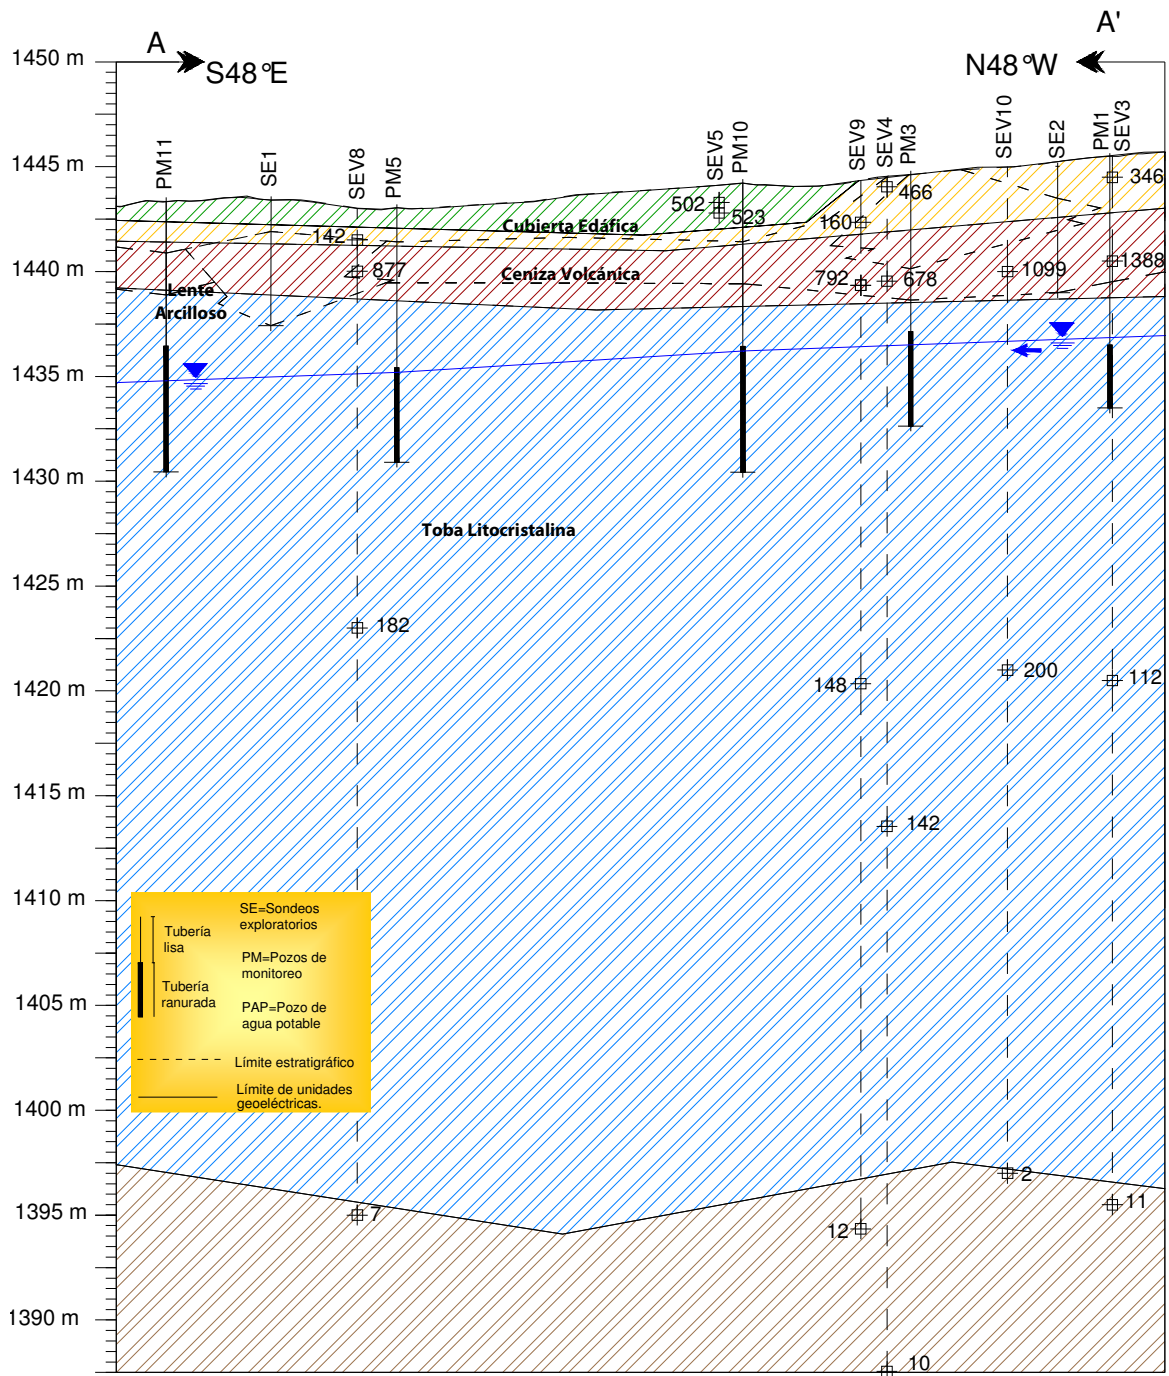 A
A'
S48°E
N48°W
1450 m
1445 m
1440 m
1435 m
1430 m
1425 m
1420 m
1415 m
1410 m
1405 m
1400 m
1395 m
1390 m
PM11
SE1
SEV8
PM5
SEV5
PM10
SEV9
SEV4
PM3
SEV10
SE2
PM1
SEV3
346
466
502
523
160
142
Cubierta Edáfica
877
Ceniza Volcánica
792
678
1099
1388
Lente
Arcilloso
Toba Litocristalina
182
148
200
112
142
SE=Sondeos
exploratorios
Tubería
lisa
PM=Pozos de
monitoreo
Tubería
ranurada
PAP=Pozo de
agua potable
Límite estratigráfico
Límite de unidades
geoeléctricas.
7
12
2
11
10